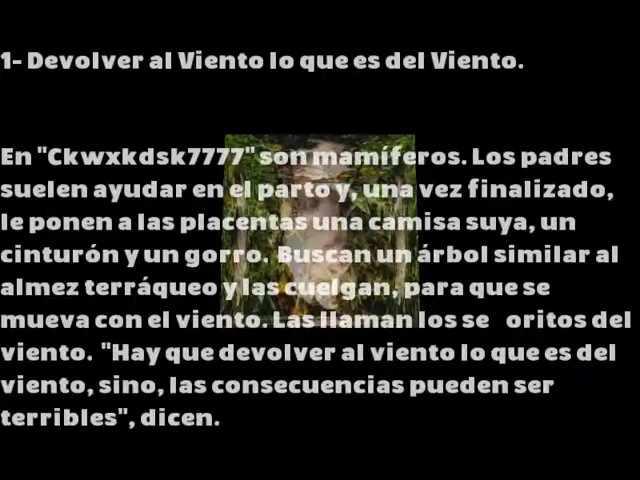 1- Devolver al Viento lo que es del Viento.
En "Ckwxkdsk7777" son mamíferos. Los padres
suelen ayudar en el parto y, una vez finalizado,
le ponen a las placentas una camisa suya, un
cinturón y un gorro. Buscan un árbol similar al
almez terráqueo y las cuelgan, para que se
mueva con el viento. Las llaman los se oritos del
viento. "Hay que devolver al viento lo que es del
viento, sino, las consecuencias pueden ser
terribles", dicen.